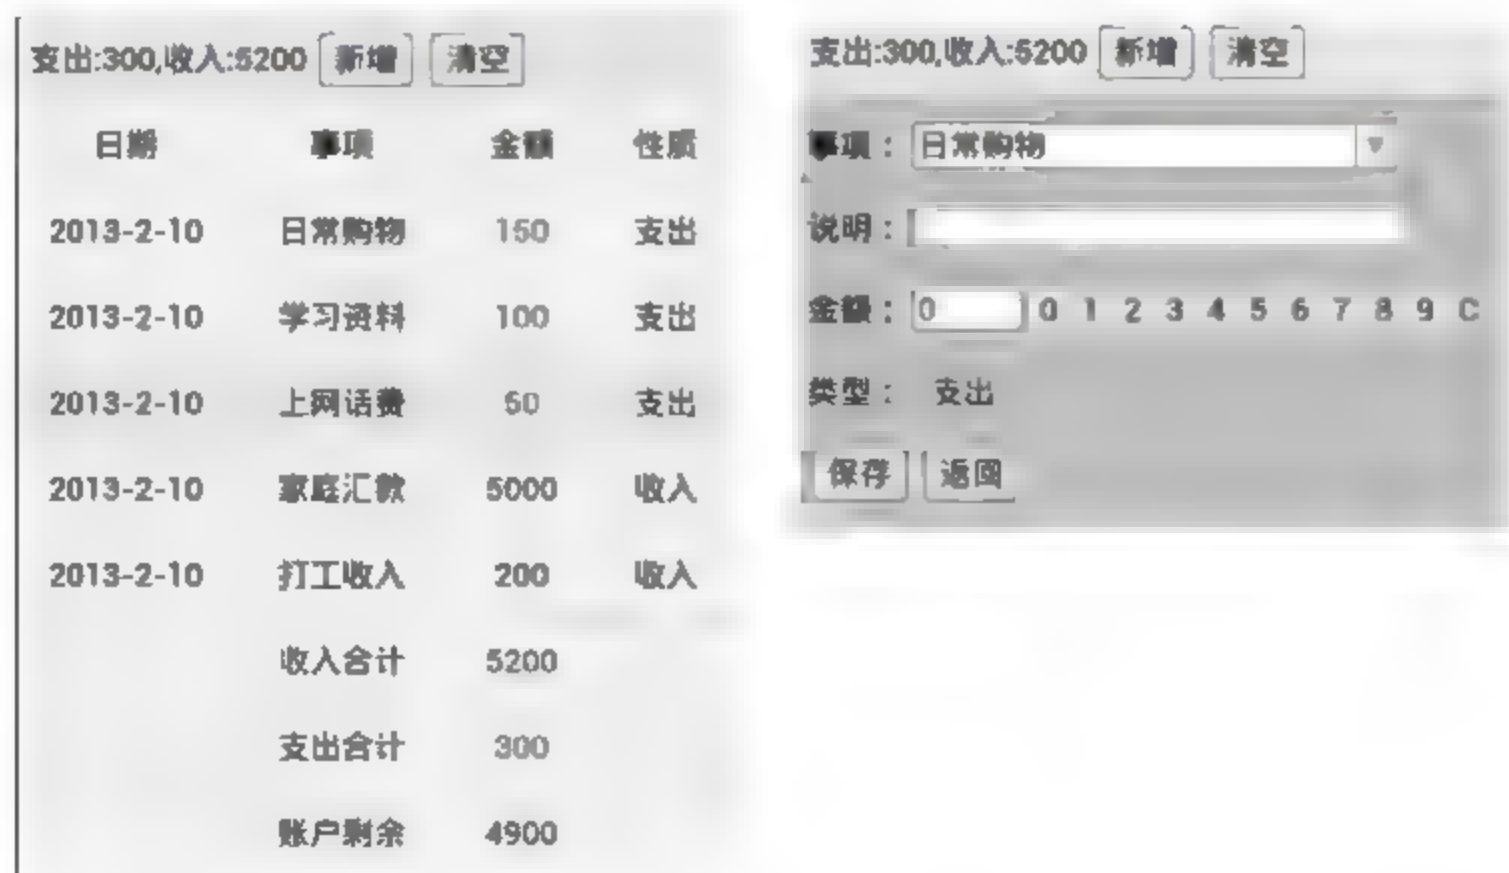 支出:300,收入:5200 新增 清空
日期 事项 金额 性质
2013-2-10 日常购物 150 支出
2013-2-10 学习资料 100 支出
2013-2-10 上网话费 50 支出
2013-2-10 家庭汇款 5000 收入
2013-2-10 打工收入 200 收入
收入合计 5200
支出合计 300
账户剩余 4900
支出:300,收入:5200 新增 清空
事项： 日常购物
说明：
金额： 0 0 1 2 3 4 5 6 7 8 9 C
类型： 支出
保存 返回